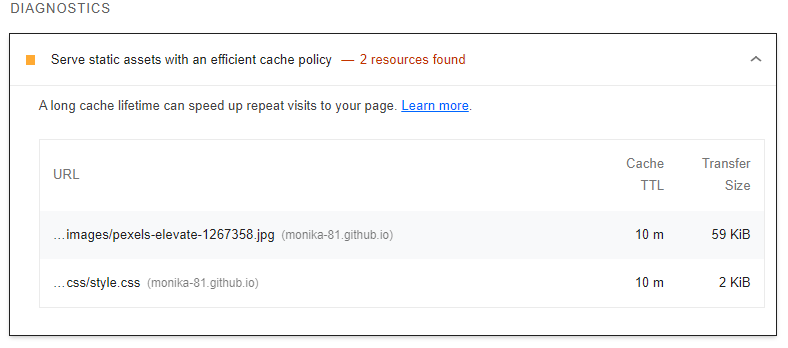 DIAGNOSTICS
Serve static assets with an efficient cache policy — 2 resources found
A long cache lifetime can speed up repeat visits to your page. Learn more.
URL Cache TTL Transfer Size
…images/pexels-elevate-1267358.jpg (monika-81.github.io) 10 m 59 KiB
…css/style.css (monika-81.github.io) 10 m 2 KiB